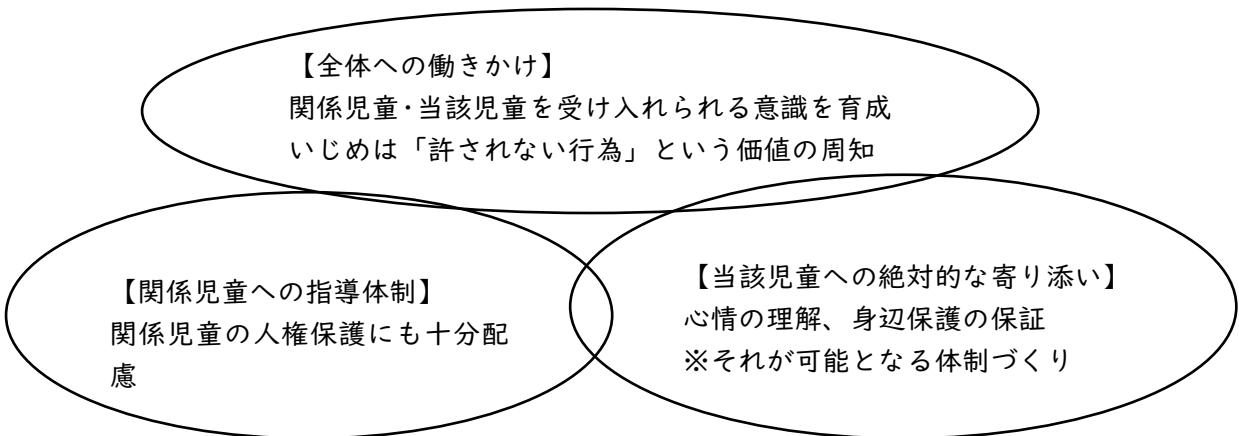 【全体への働きかけ】
関係児童・当該児童を受け入れられる意識を育成
いじめは「許されない行為」という価値の周知
【関係児童への指導体制】
関係児童の人権保護にも十分配
慮
【当該児童への絶対的な寄り添い】
心情の理解、身辺保護の保証
※それが可能となる体制づくり